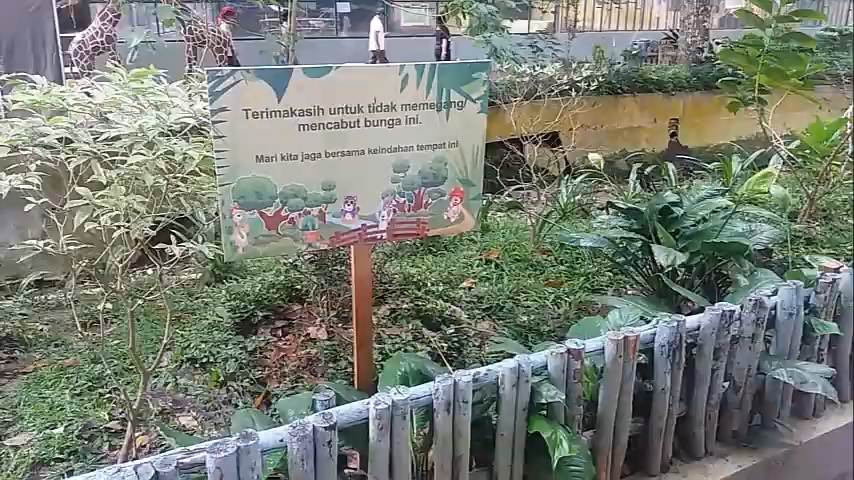 Terimakasih untuk tidak memegang/
mencabut bunga ini.
Mari kita jaga bersama keindahan tempat ini